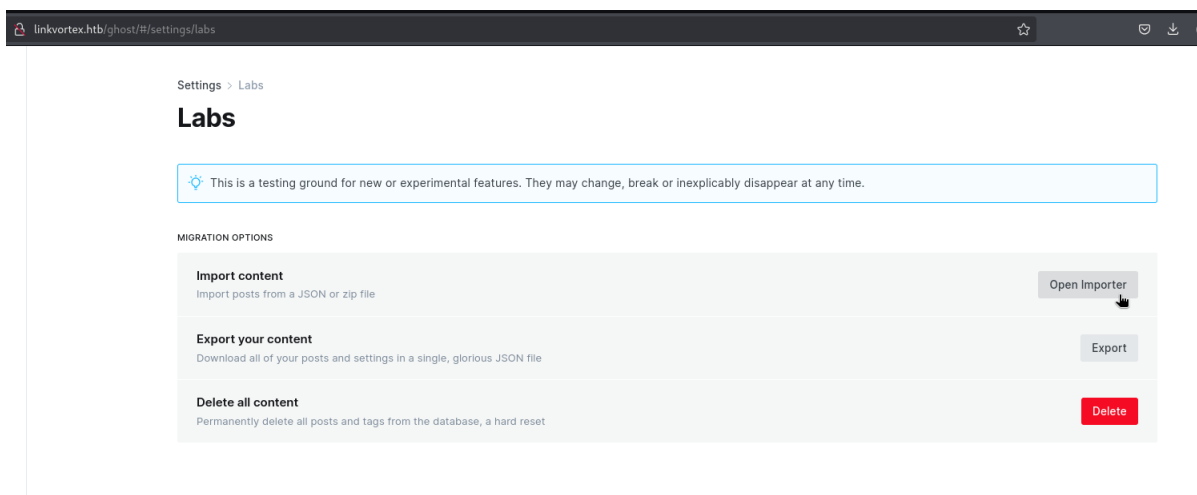 linkvortex.htb/ghost/#/settings/labs
Settings > Labs
Labs
This is a testing ground for new or experimental features. They may change, break or inexplicably disappear at any time.
MIGRATION OPTIONS
Import content
Import posts from a JSON or zip file
Open Importer
Export your content
Download all of your posts and settings in a single, glorious JSON file
Export
Delete all content
Permanently delete all posts and tags from the database, a hard reset
Delete